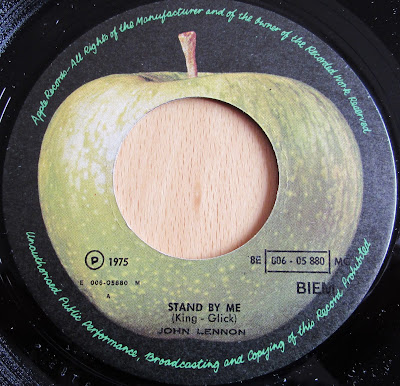 Apple Records-All Rights of the Manufacturer and of the Owner of the Recorded Work Reserved
P 1975
8E 006 - 05 880 MC
E 006-05880 M
A
BIEM
STAND BY ME
(King - Glick)
JOHN LENNON
Unauthorised Public Performance, Broadcasting and Copying of this Record Prohibited